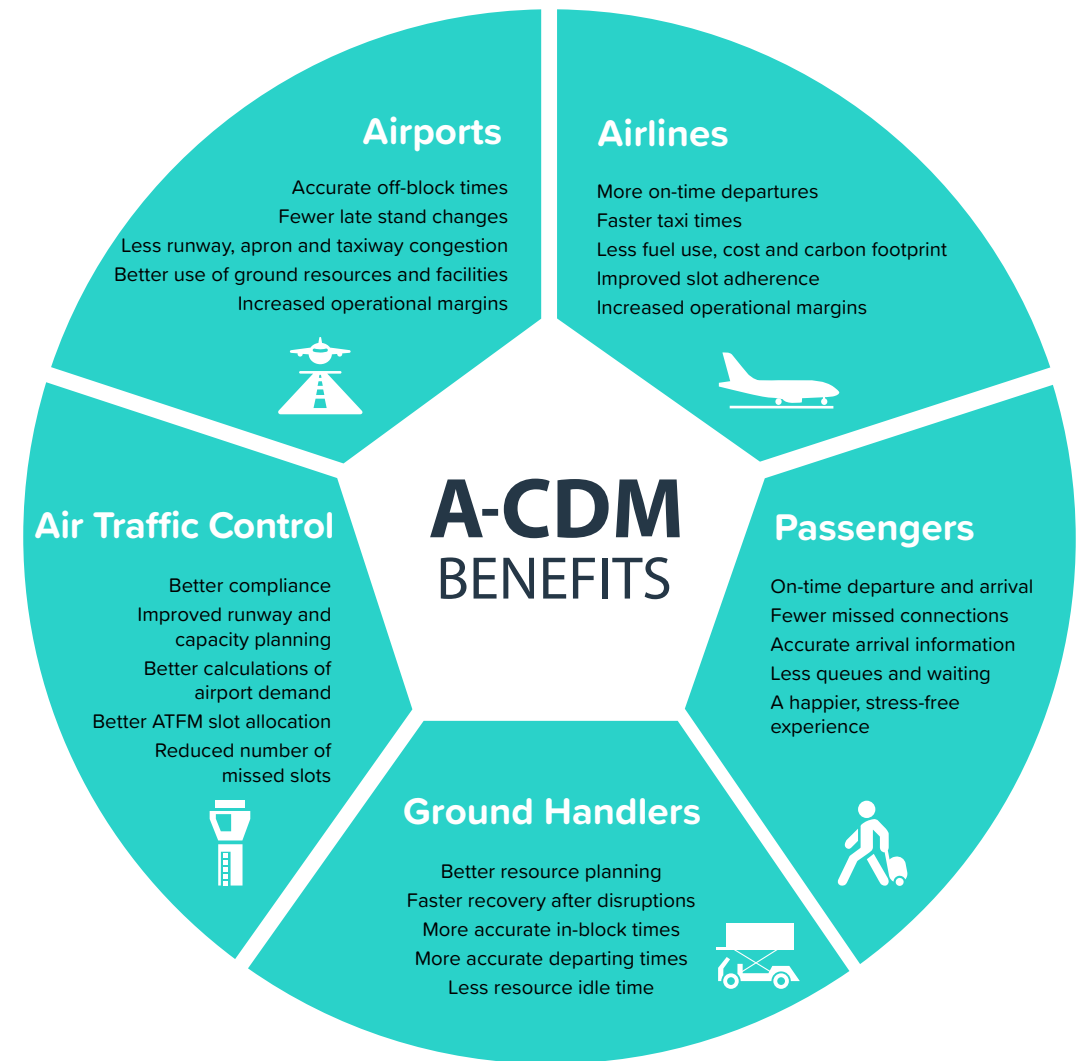 Airports
Accurate off-block times
Fewer late stand changes
Less runway, apron and taxiway congestion
Better use of ground resources and facilities
Increased operational margins
Airlines
More on-time departures
Faster taxi times
Less fuel use, cost and carbon footprint
Improved slot adherence
Increased operational margins
A-CDM
BENEFITS
Air Traffic Control
Better compliance
Improved runway and
capacity planning
Better calculations of
airport demand
Better ATFM slot allocation
Reduced number of
missed slots
Passengers
On-time departure and arrival
Fewer missed connections
Accurate arrival information
Less queues and waiting
A happier, stress-free
experience
Ground Handlers
Better resource planning
Faster recovery after disruptions
More accurate in-block times
More accurate departing times
Less resource idle time